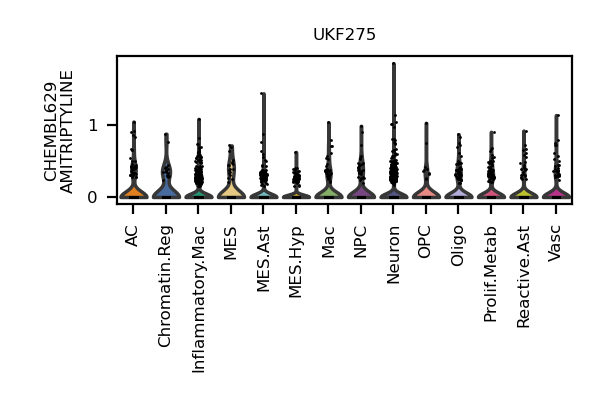 UKF275
CHEMBL629
AMITRIPTYLINE
1
0
AC
Chromatin.Reg
Inflammatory.Mac
MES
MES.Ast
MES.Hyp
Mac
NPC
Neuron
OPC
Oligo
Prolif.Metab
Reactive.Ast
Vasc